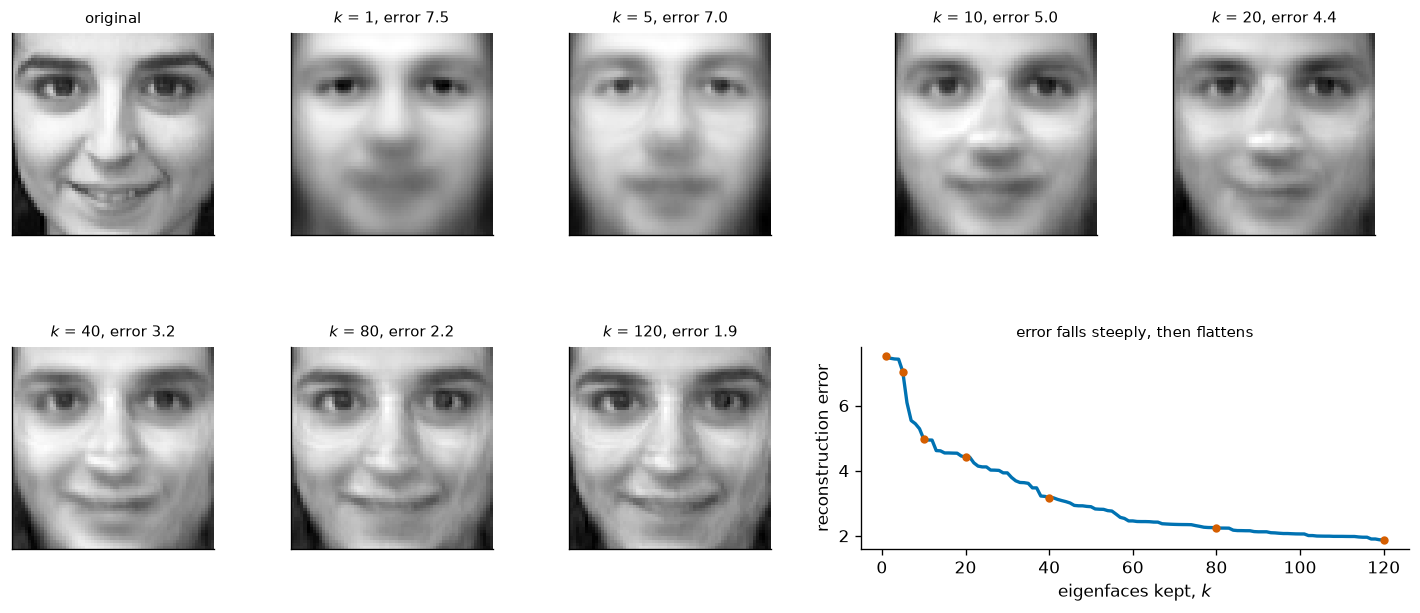 original
k = 1, error 7.5
k = 5, error 7.0
k = 10, error 5.0
k = 20, error 4.4
k = 40, error 3.2
k = 80, error 2.2
k = 120, error 1.9
error falls steeply, then flattens
reconstruction error
6
4
2
0 20 40 60 80 100 120
eigenfaces kept, k